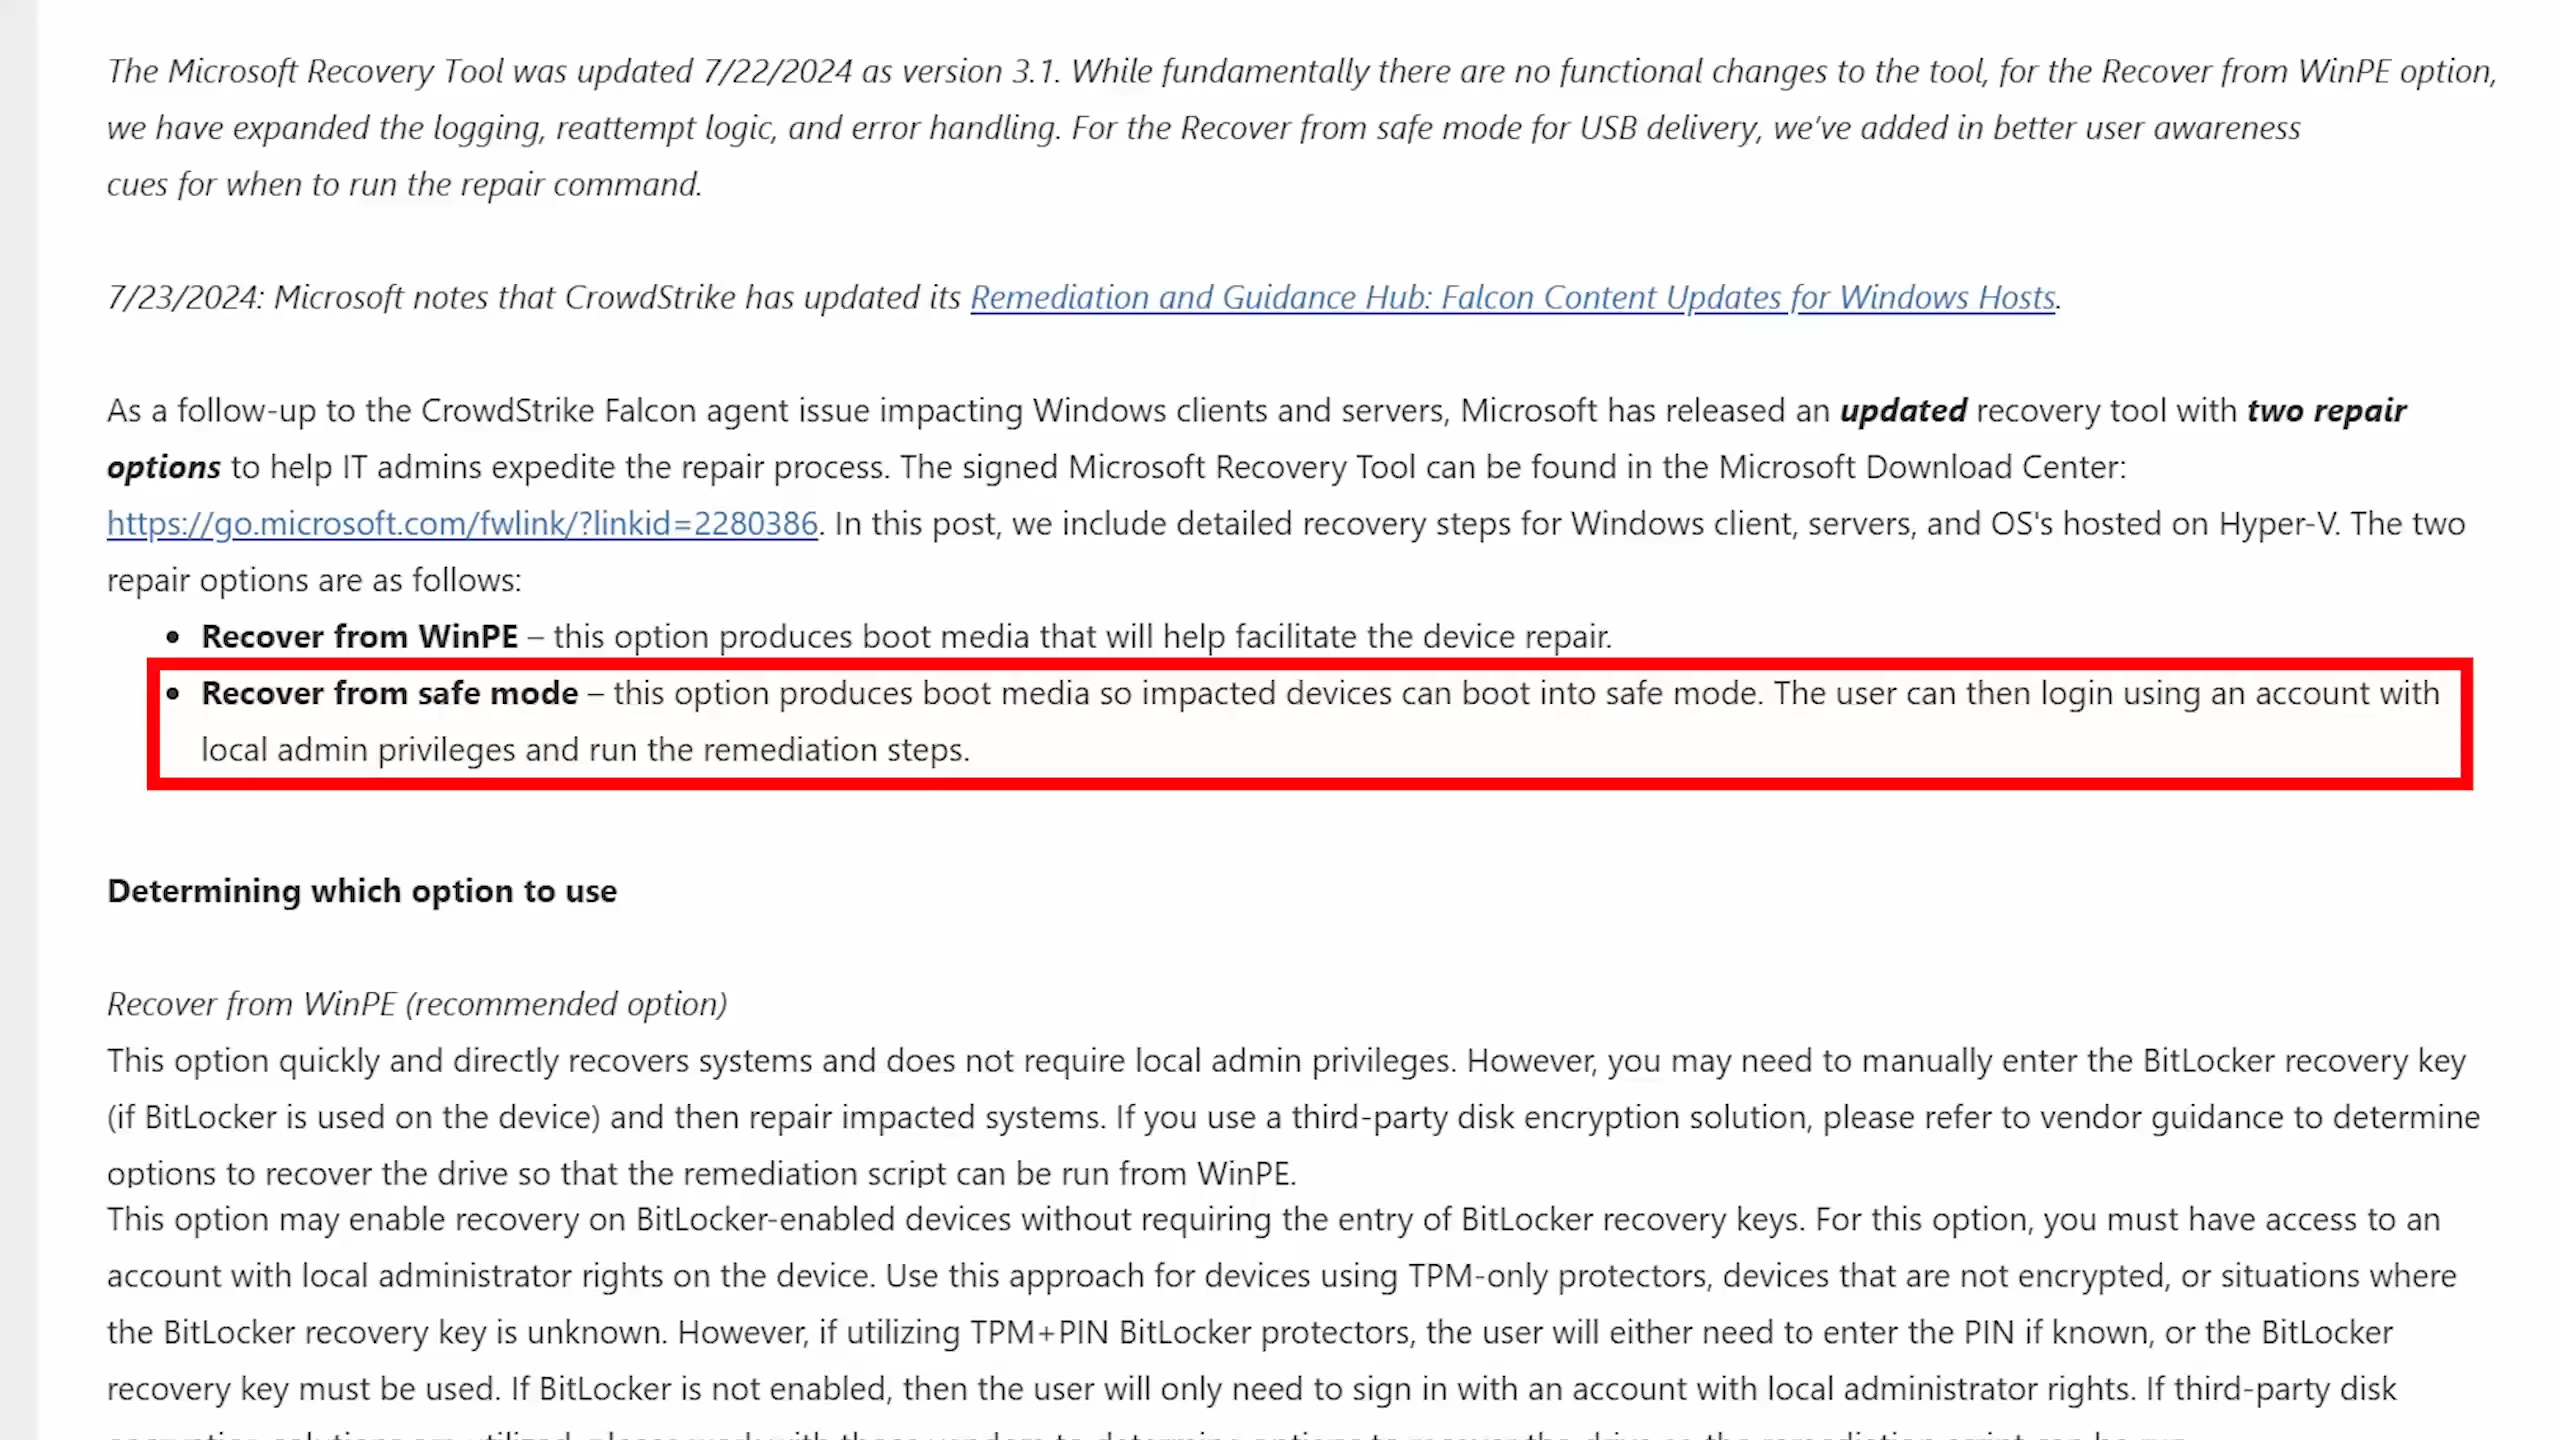 The Microsoft Recovery Tool was updated 7/22/2024 as version 3.1. While fundamentally there are no functional changes to the tool, for the Recover from WinPE option,
we have expanded the logging, reattempt logic, and error handling. For the Recover from safe mode for USB delivery, we've added in better user awareness
cues for when to run the repair command.
7/23/2024: Microsoft notes that CrowdStrike has updated its Remediation and Guidance Hub: Falcon Content Updates for Windows Hosts.
As a follow-up to the CrowdStrike Falcon agent issue impacting Windows clients and servers, Microsoft has released an updated recovery tool with two repair
options to help IT admins expedite the repair process. The signed Microsoft Recovery Tool can be found in the Microsoft Download Center:
https://go.microsoft.com/fwlink/?linkid=2280386. In this post, we include detailed recovery steps for Windows client, servers, and OS's hosted on Hyper-V. The two
repair options are as follows:
• Recover from WinPE – this option produces boot media that will help facilitate the device repair.
• Recover from safe mode – this option produces boot media so impacted devices can boot into safe mode. The user can then login using an account with
local admin privileges and run the remediation steps.
Determining which option to use
Recover from WinPE (recommended option)
This option quickly and directly recovers systems and does not require local admin privileges. However, you may need to manually enter the BitLocker recovery key
(if BitLocker is used on the device) and then repair impacted systems. If you use a third-party disk encryption solution, please refer to vendor guidance to determine
options to recover the drive so that the remediation script can be run from WinPE.
This option may enable recovery on BitLocker-enabled devices without requiring the entry of BitLocker recovery keys. For this option, you must have access to an
account with local administrator rights on the device. Use this approach for devices using TPM-only protectors, devices that are not encrypted, or situations where
the BitLocker recovery key is unknown. However, if utilizing TPM+PIN BitLocker protectors, the user will either need to enter the PIN if known, or the BitLocker
recovery key must be used. If BitLocker is not enabled, then the user will only need to sign in with an account with local administrator rights. If third-party disk